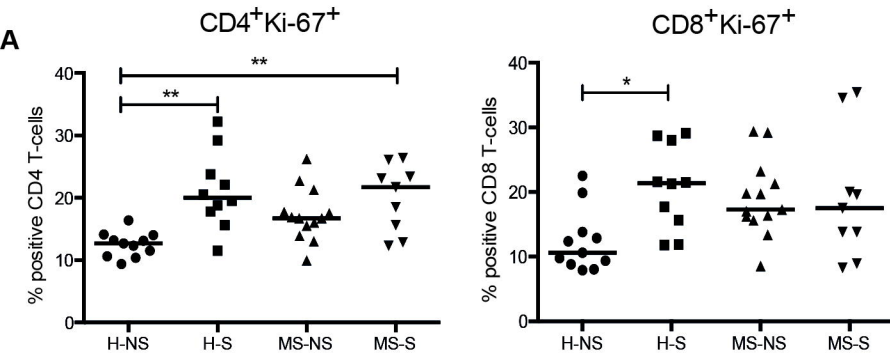 A
CD4+Ki-67+
% positive CD4 T-cells
40
30
20
10
0
**
**
H-NS
H-S
MS-NS
MS-S
CD8+Ki-67+
% positive CD8 T-cells
40
30
20
10
0
*
H-NS
H-S
MS-NS
MS-S